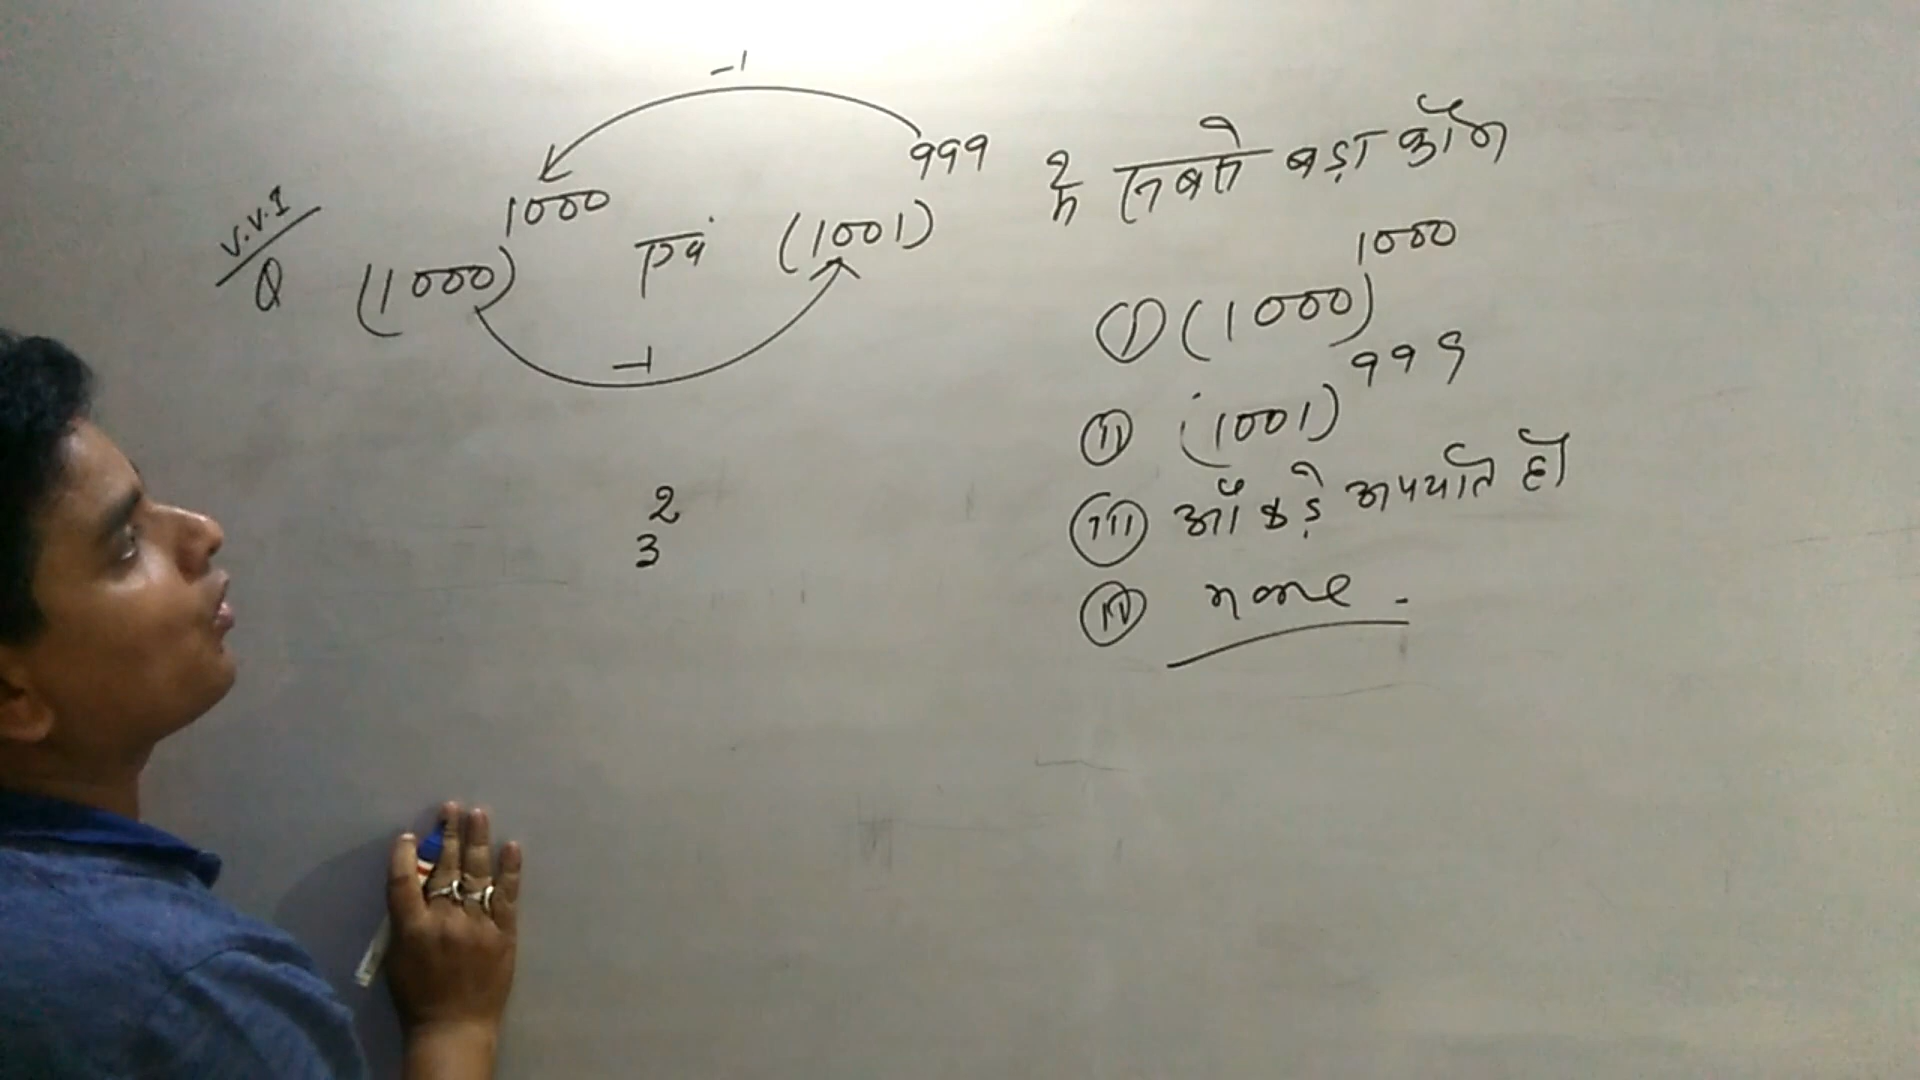 V.V.I
-1
Q (1000)^1000 एवं (1001)^999 में सबसे बड़ा कौन
-1
(I) (1000)^1000
(II) (1001)^999
(III) आँकड़े अपर्याप्त हैं
(IV) none.
3^2